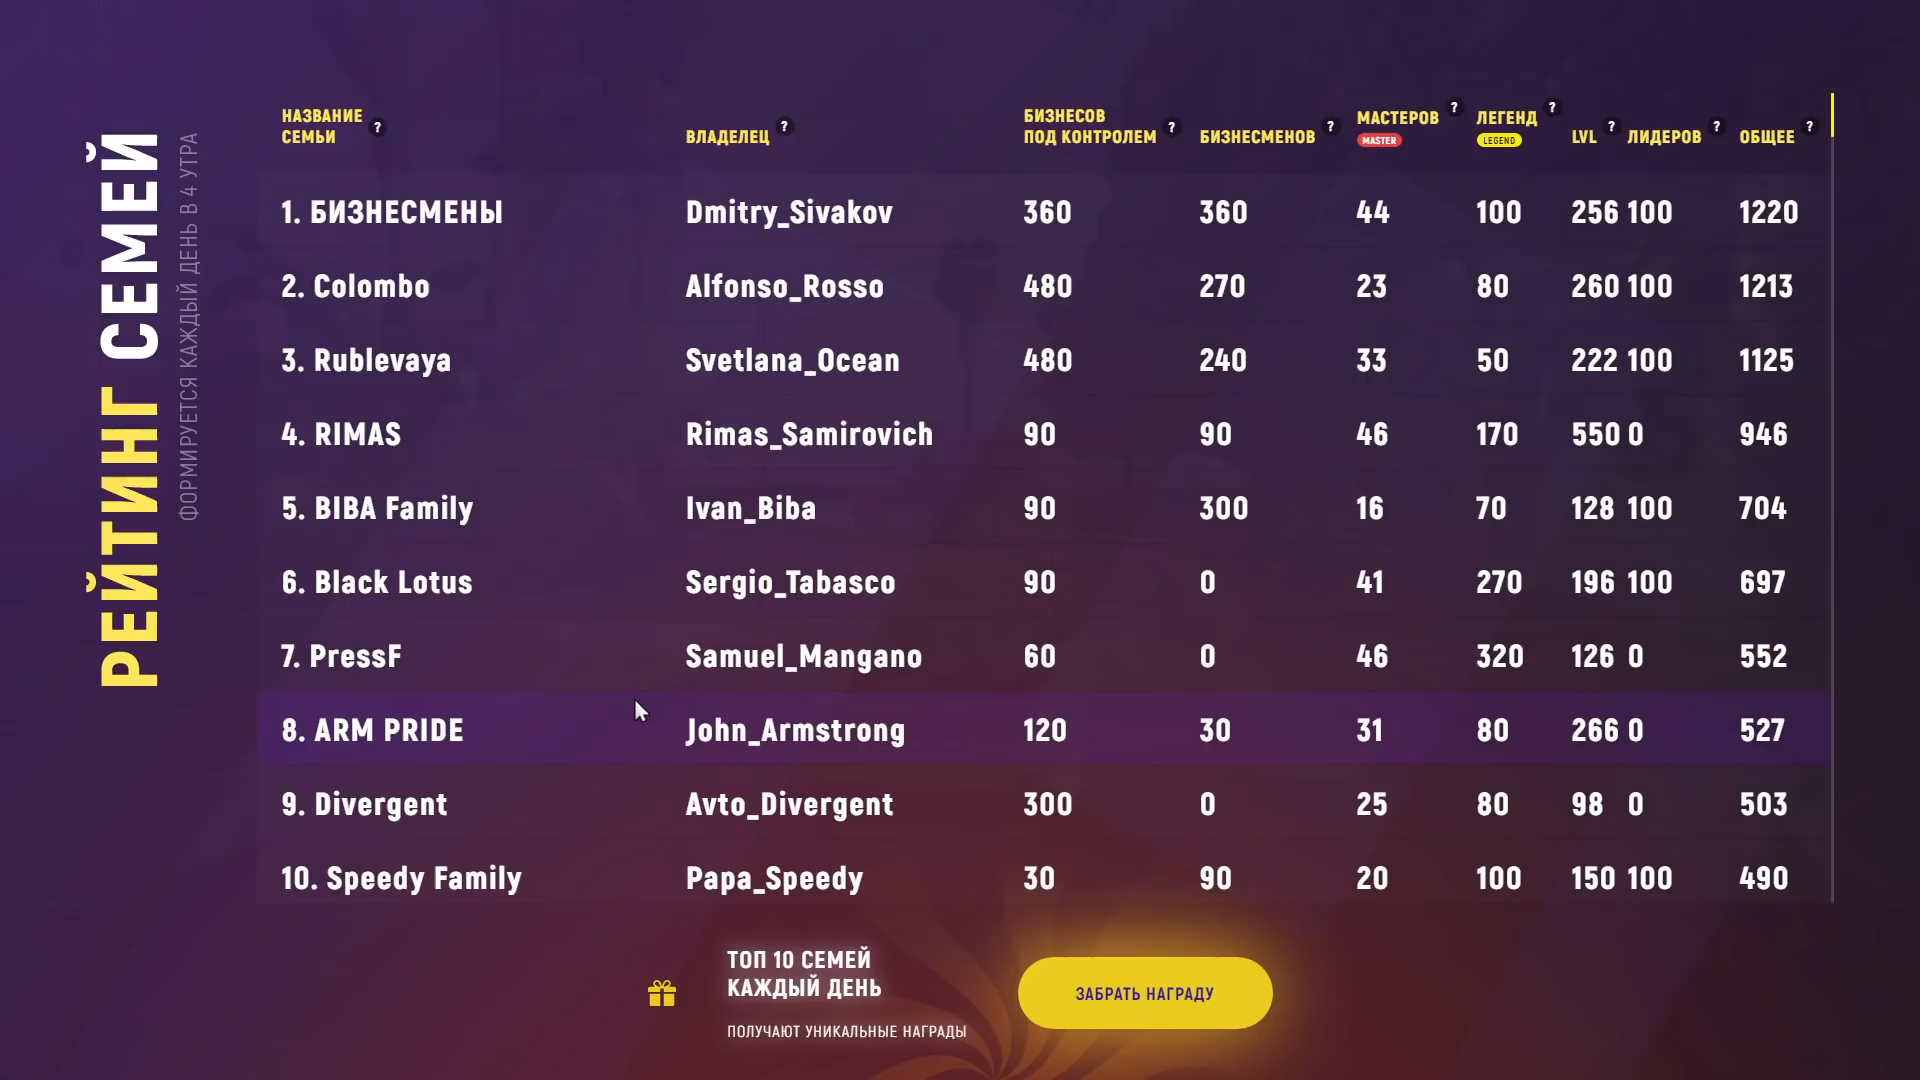 РЕЙТИНГ СЕМЕЙ
ФОРМИРУЕТСЯ КАЖДЫЙ ДЕНЬ В 4 УТРА
НАЗВАНИЕ СЕМЬИ ? ВЛАДЕЛЕЦ ? БИЗНЕСОВ ПОД КОНТРОЛЕМ ? БИЗНЕСМЕНОВ ? МАСТЕРОВ MASTER ? ЛЕГЕНД LEGEND ? LVL ? ЛИДЕРОВ ? ОБЩЕЕ ?
1. БИЗНЕСМЕНЫ Dmitry_Sivakov 360 360 44 100 256 100 1220
2. Colombo Alfonso_Rosso 480 270 23 80 260 100 1213
3. Rublevaya Svetlana_Ocean 480 240 33 50 222 100 1125
4. RIMAS Rimas_Samirovich 90 90 46 170 550 0 946
5. BIBA Family Ivan_Biba 90 300 16 70 128 100 704
6. Black Lotus Sergio_Tabasco 90 0 41 270 196 100 697
7. PressF Samuel_Mangano 60 0 46 320 126 0 552
8. ARM PRIDE John_Armstrong 120 30 31 80 266 0 527
9. Divergent Avto_Divergent 300 0 25 80 98 0 503
10. Speedy Family Papa_Speedy 30 90 20 100 150 100 490
ТОП 10 СЕМЕЙ
КАЖДЫЙ ДЕНЬ
ПОЛУЧАЮТ УНИКАЛЬНЫЕ НАГРАДЫ
ЗАБРАТЬ НАГРАДУ